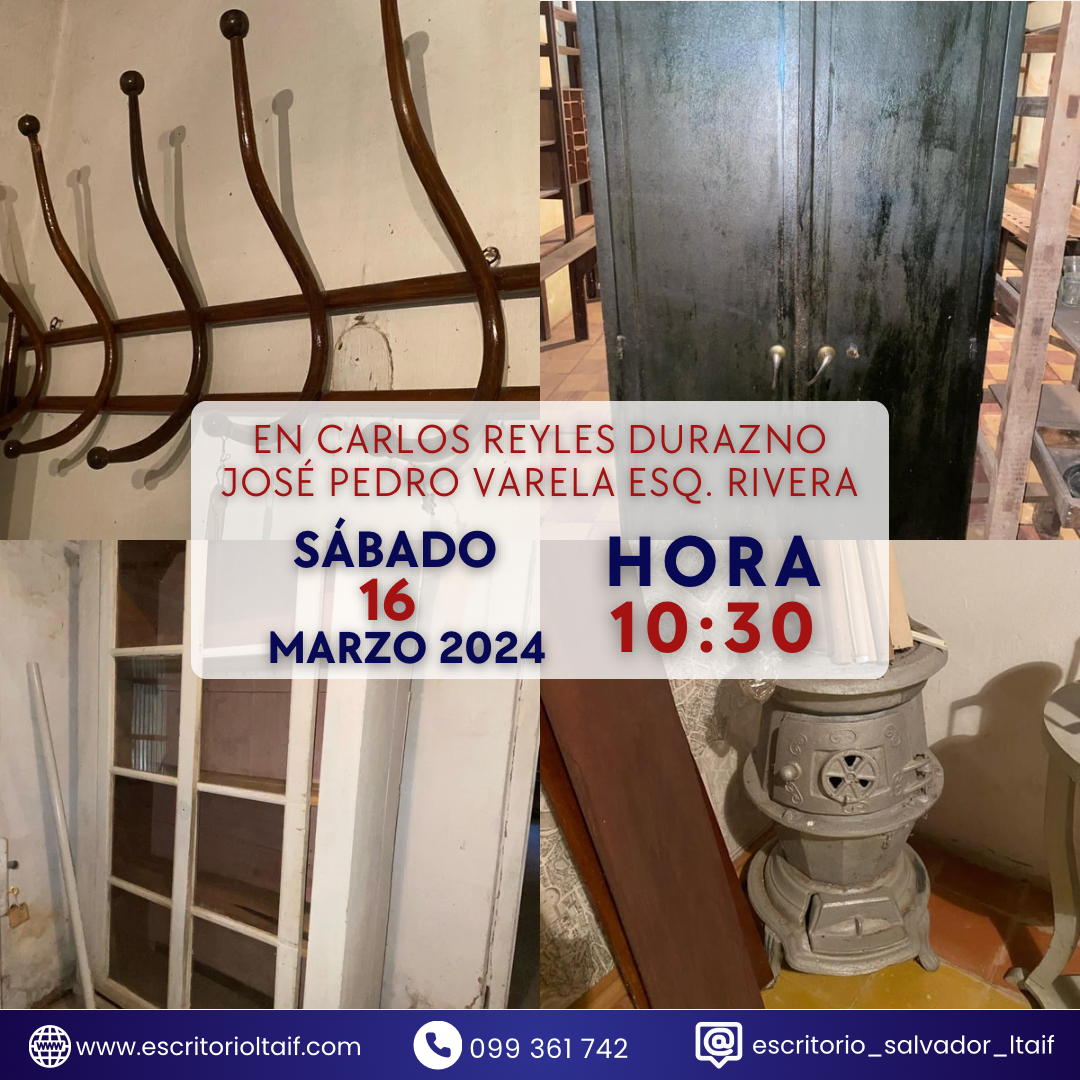 EN CARLOS REYLES DURAZNO
JOSÉ PEDRO VARELA ESQ. RIVERA
SÁBADO
16
MARZO 2024
HORA
10:30
www
www.escritorioltaif.com
099 361 742
@
escritorio_salvador_ltaif